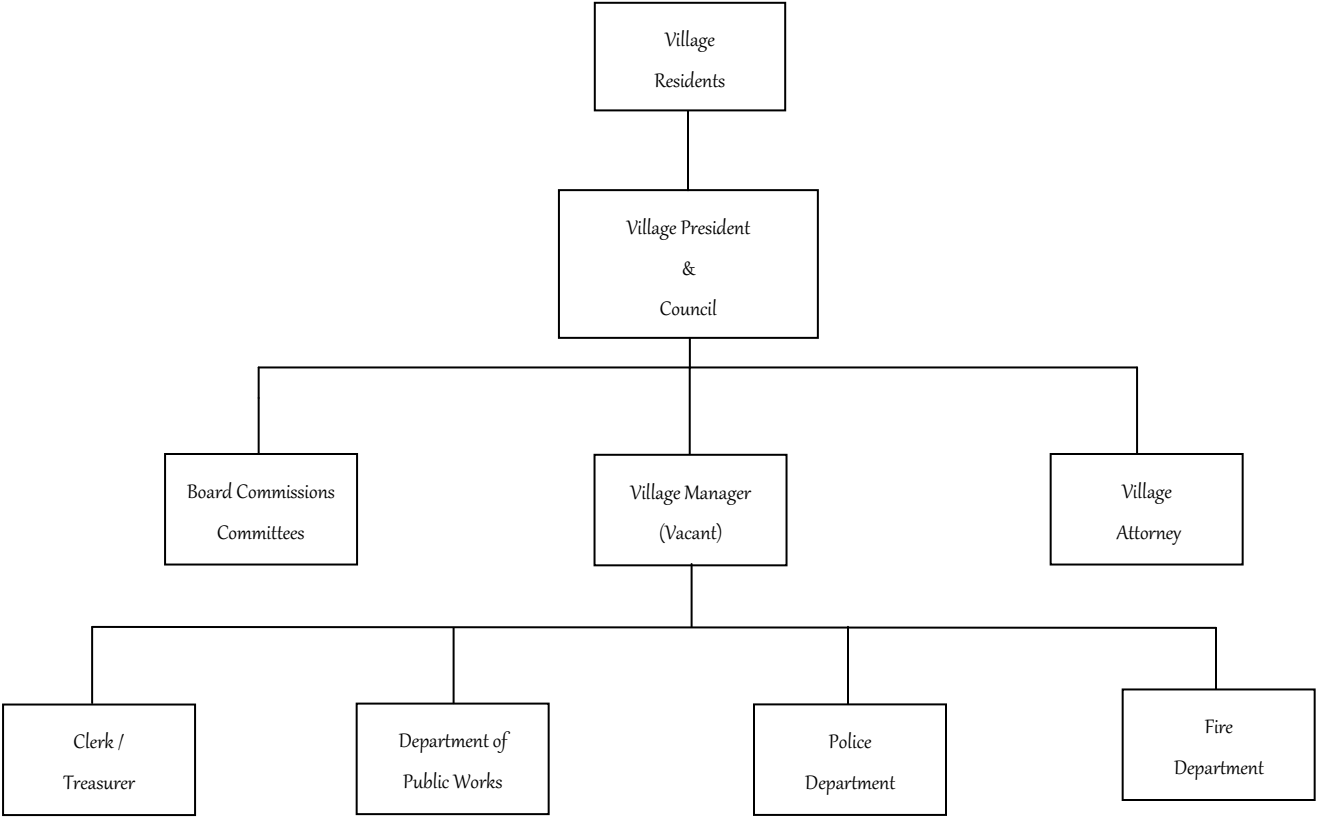 Village
Residents
Village President
&
Council
Board Commissions
Committees
Village Manager
(Vacant)
Village
Attorney
Clerk /
Treasurer
Department of
Public Works
Police
Department
Fire
Department